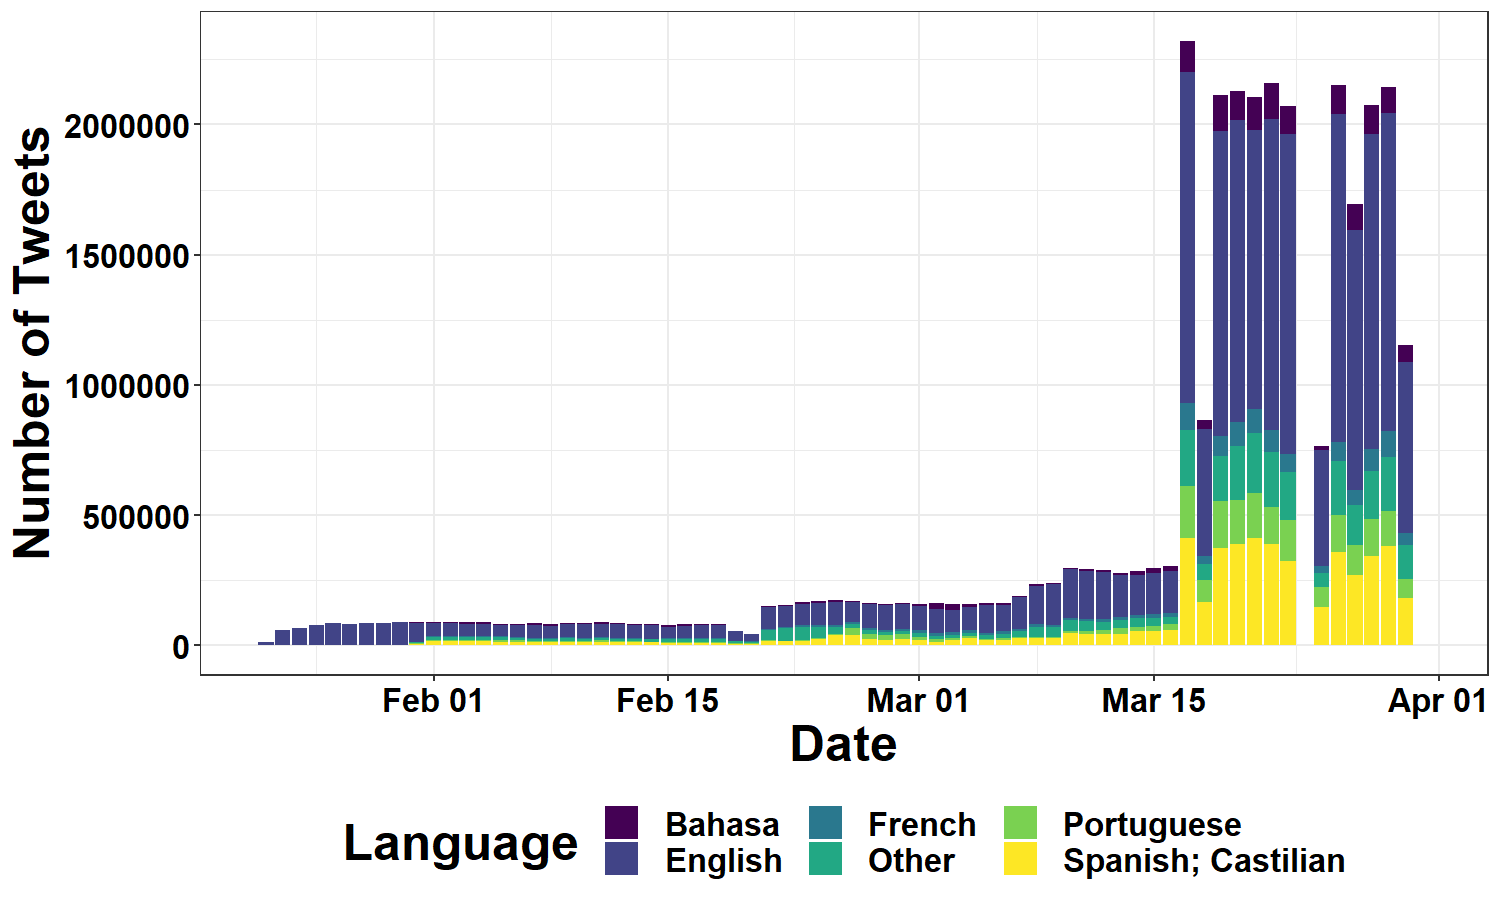 Number of Tweets
2000000
1500000
1000000
500000
0
Feb 01 Feb 15 Mar 01 Mar 15 Apr 01
Date
Language
Bahasa French Portuguese
English Other Spanish; Castilian